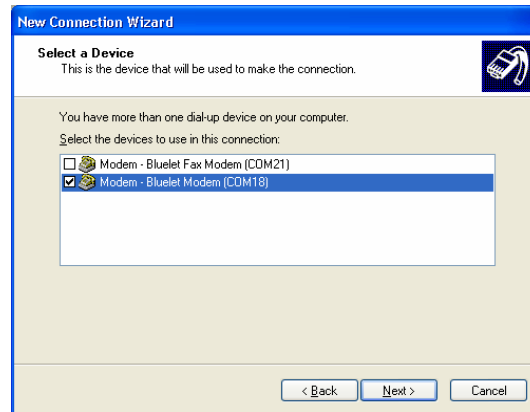 New Connection Wizard
Select a Device
This is the device that will be used to make the connection.
You have more than one dial-up device on your computer.
Select the devices to use in this connection:
Modem - Bluelet Fax Modem (COM21)
Modem - Bluelet Modem (COM18)
< Back Next > Cancel